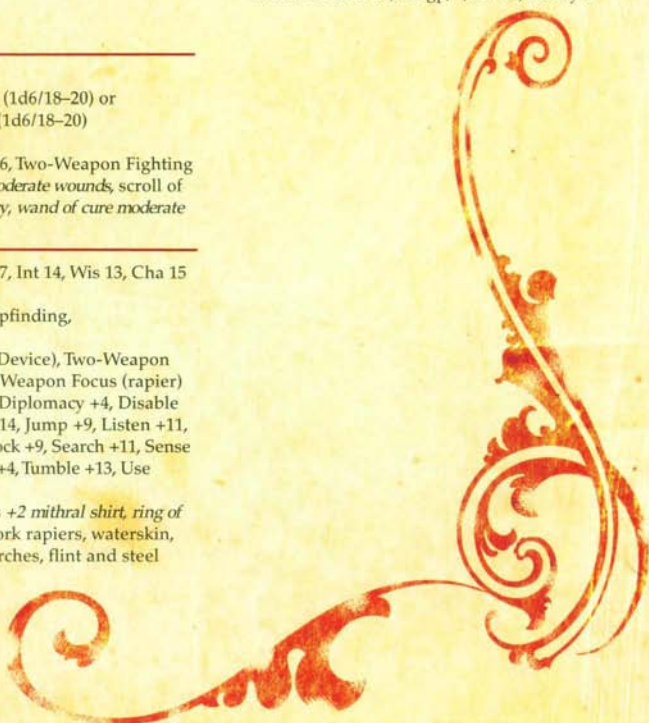 (1d6/18–20) or
1d6/18–20)
6, Two-Weapon Fighting
oderate wounds, scroll of
y, wand of cure moderate
7, Int 14, Wis 13, Cha 15
pfinding,
Device), Two-Weapon
Weapon Focus (rapier)
Diplomacy +4, Disable
14, Jump +9, Listen +11,
ock +9, Search +11, Sense
+4, Tumble +13, Use
+2 mithral shirt, ring of
ork rapiers, waterskin,
rches, flint and steel